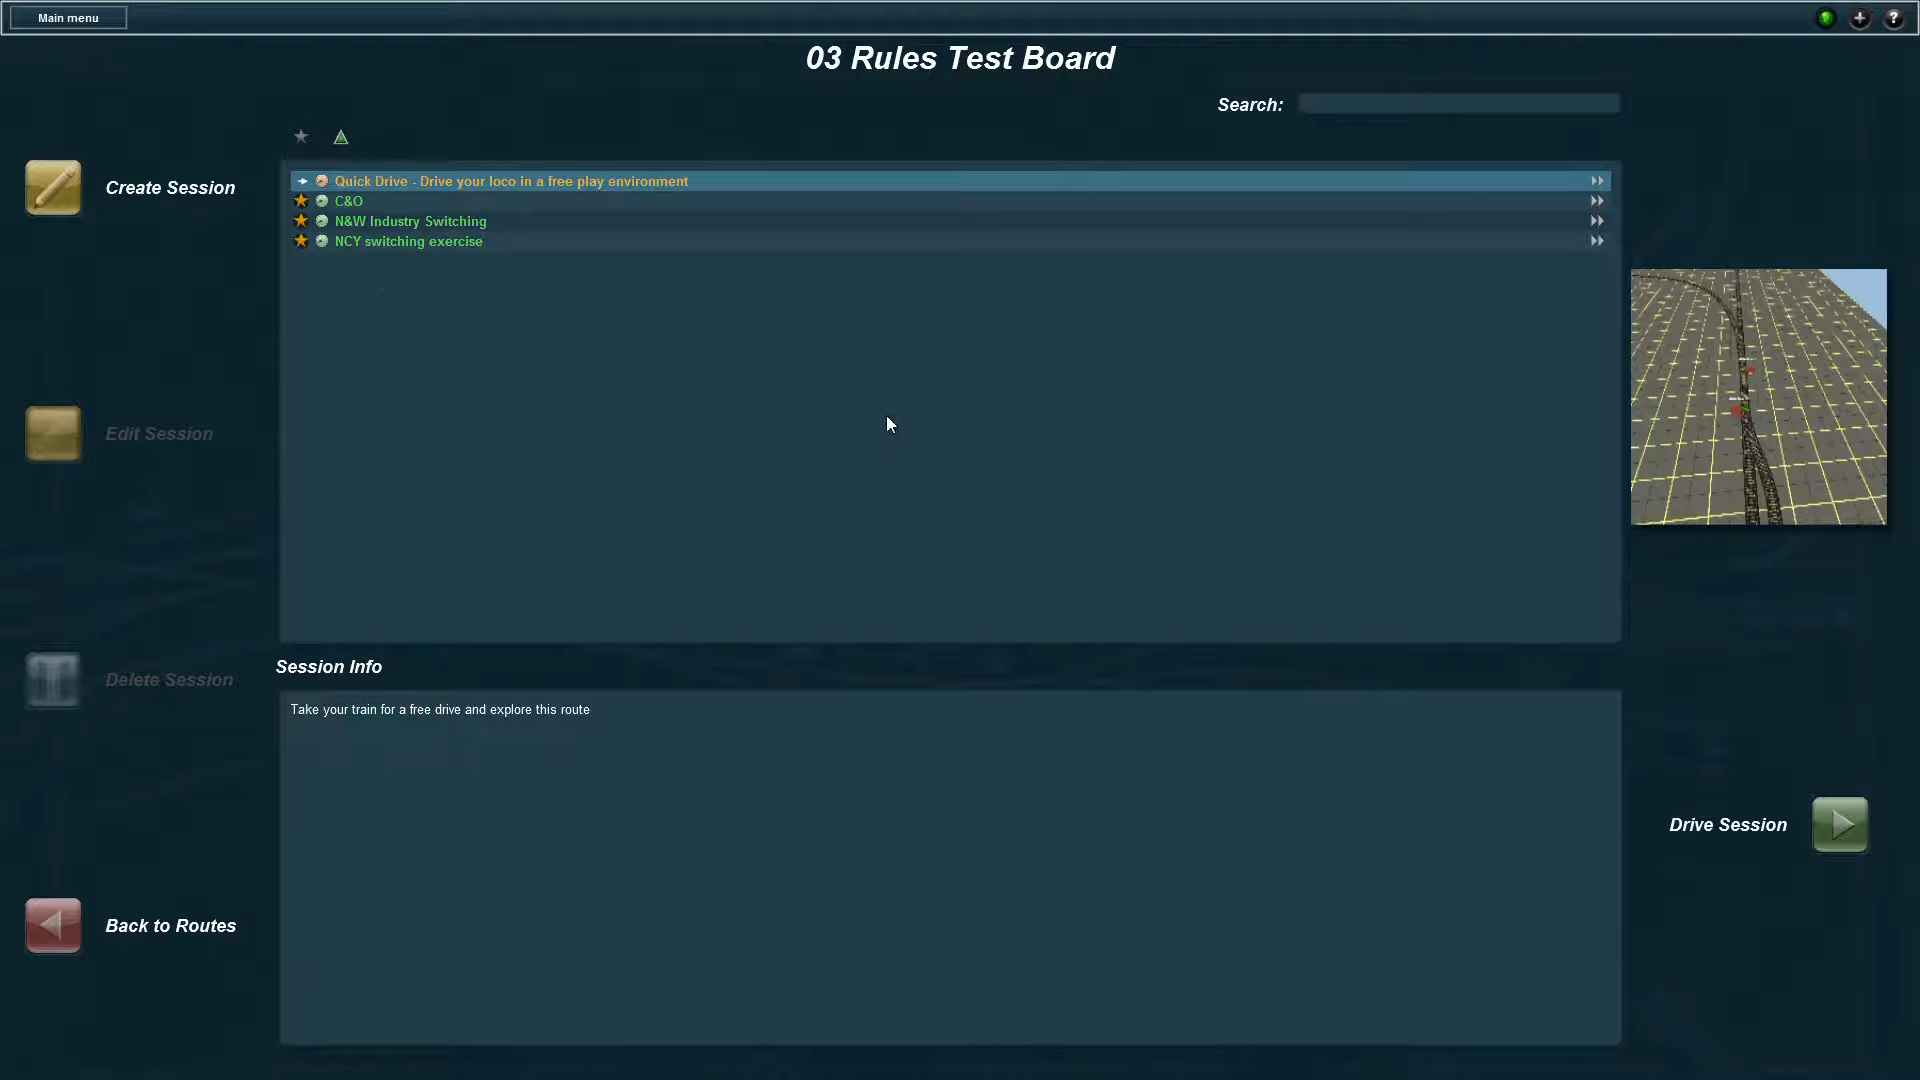 Main menu
03 Rules Test Board
Search:
Create Session
Quick Drive - Drive your loco in a free play environment
C&O
N&W Industry Switching
NCY switching exercise
Edit Session
Delete Session
Session Info
Take your train for a free drive and explore this route
Drive Session
Back to Routes